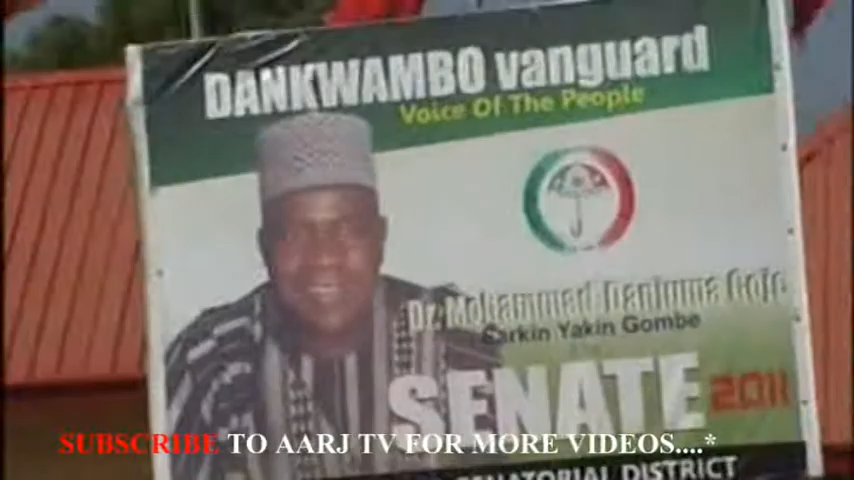 DANKWAMBO vanguard
Voice Of The People
Dr. Mohammad Danjuma Goje
Sarkin Yakin Gombe
SENATE 2011
SENATORIAL DISTRICT
SUBSCRIBE TO AARJ TV FOR MORE VIDEOS....*